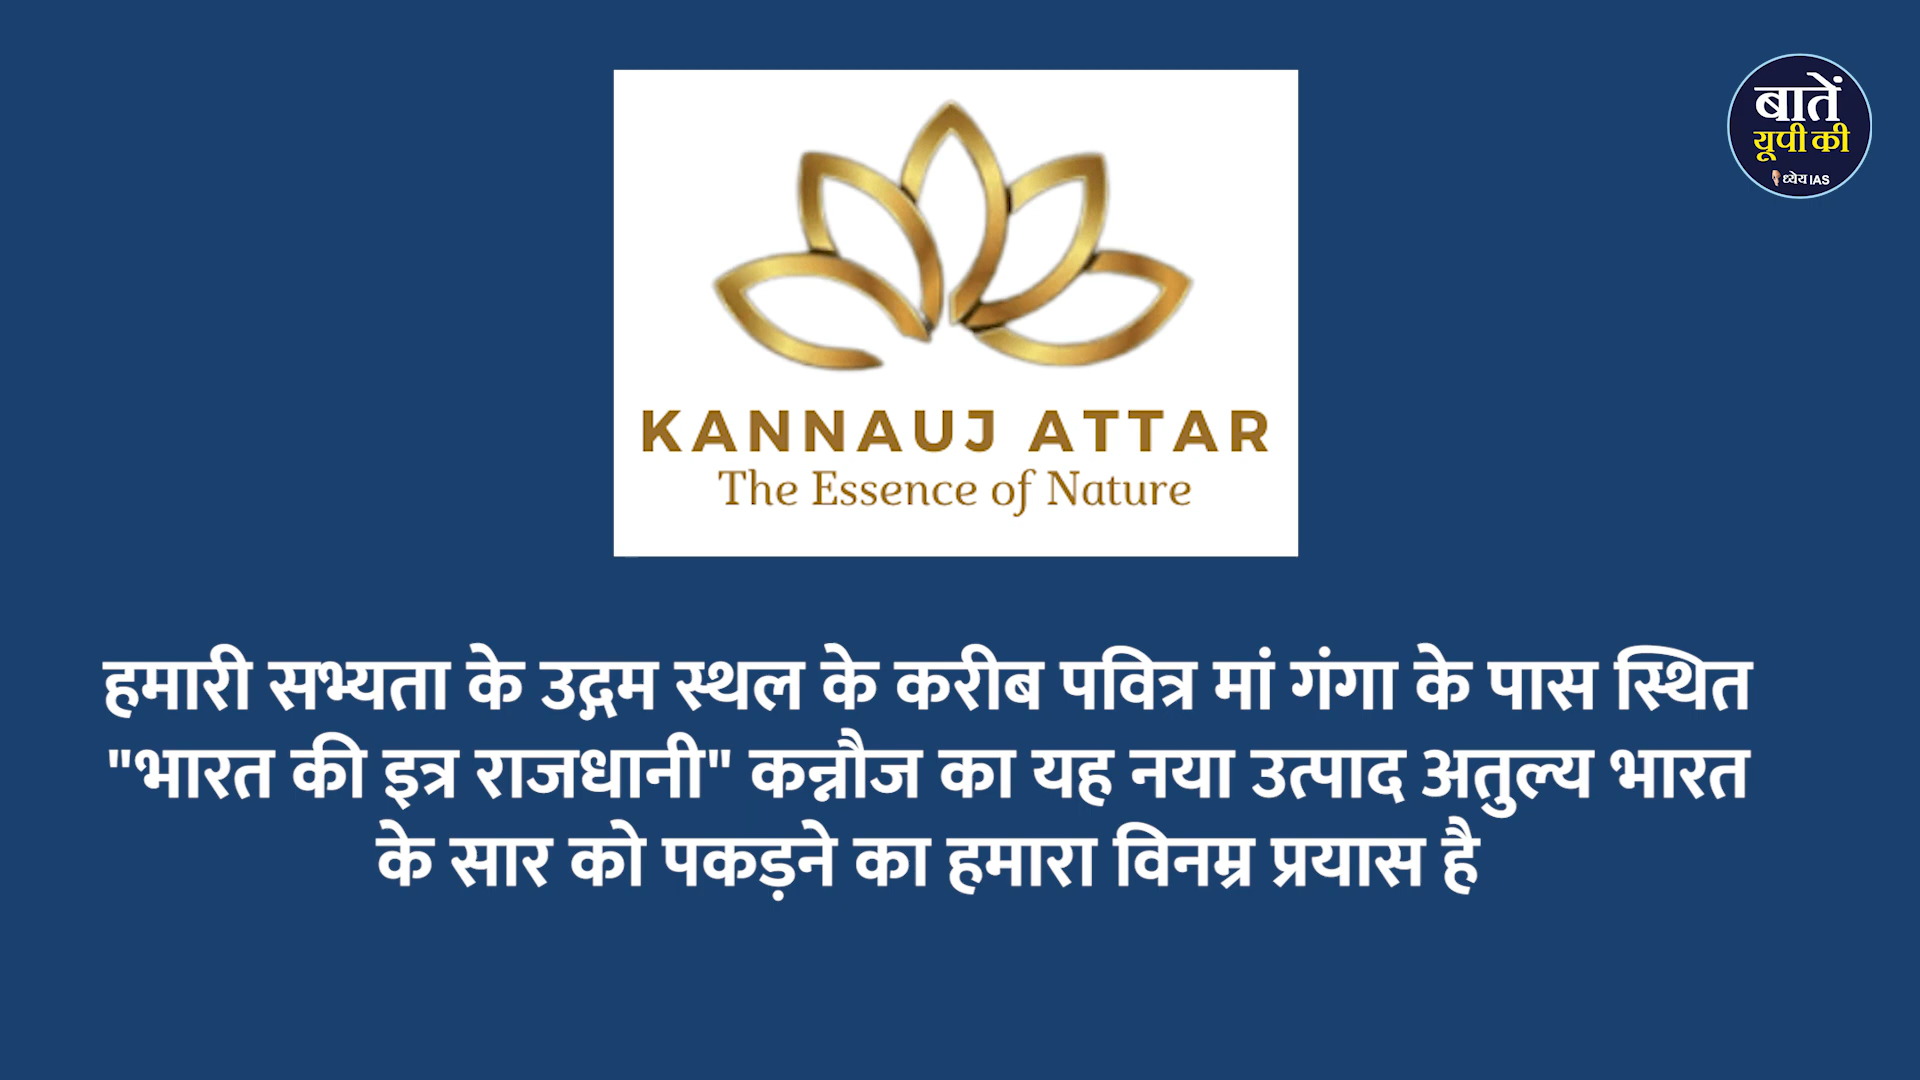 बातें
यूपी की
ध्येय IAS
KANNAUJ ATTAR
The Essence of Nature
हमारी सभ्यता के उद्गम स्थल के करीब पवित्र मां गंगा के पास स्थित
"भारत की इत्र राजधानी" कन्नौज का यह नया उत्पाद अतुल्य भारत
के सार को पकड़ने का हमारा विनम्र प्रयास है